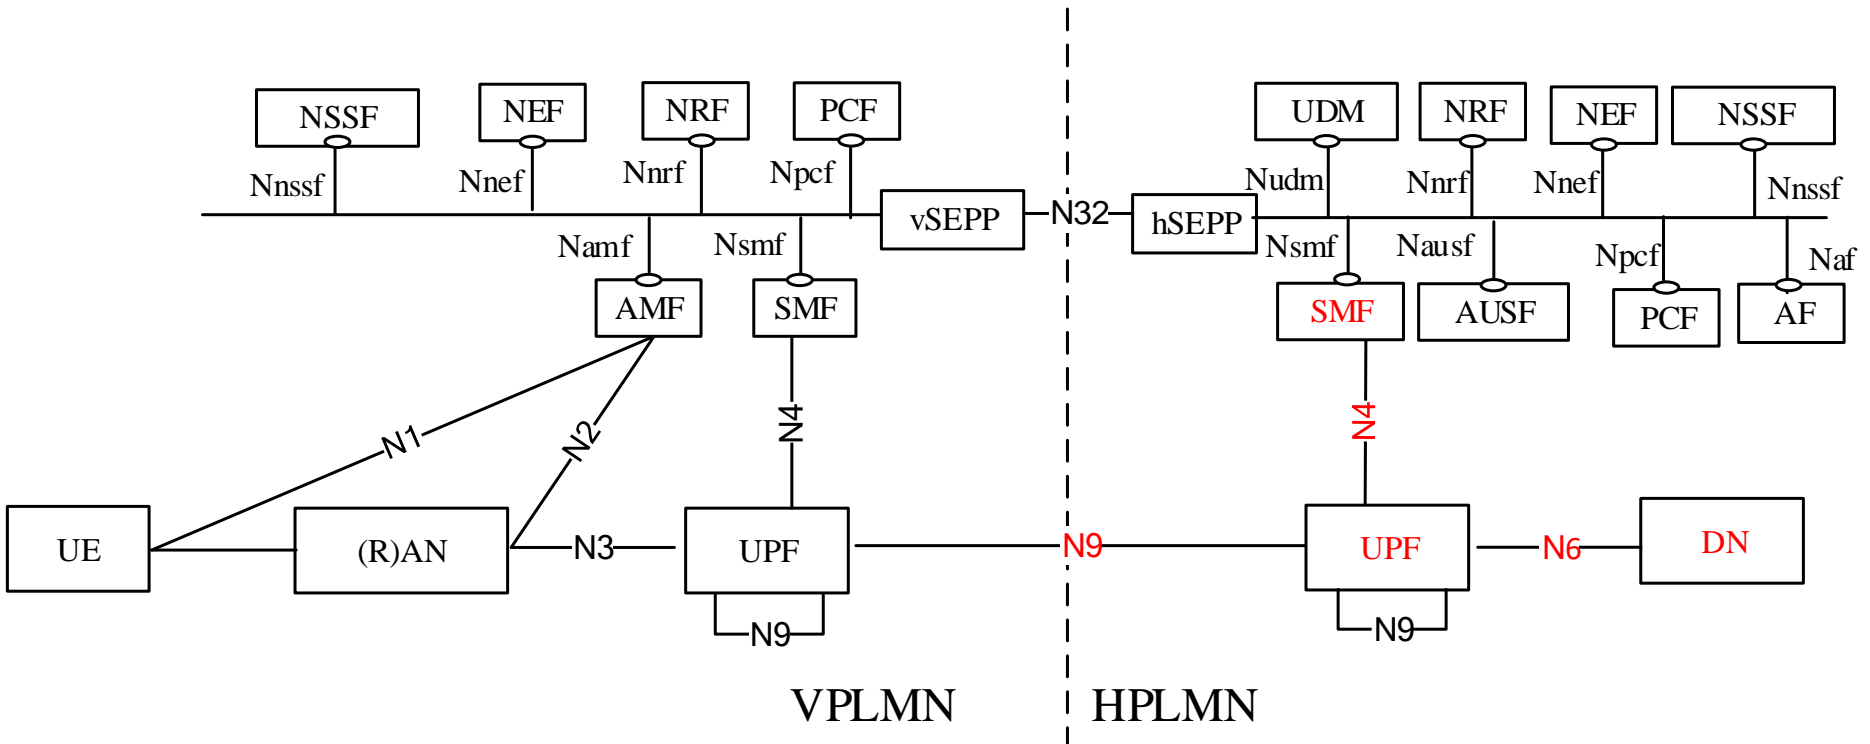 NSSF
NEF
NRF
PCF
UDM
NRF
NEF
NSSF
Nnssf
Nnef
Nnrf
Npcf
Nudm
Nnrf
Nnef
Nnssf
vSEPP
N32
hSEPP
Namf
Nsmf
Nsmf
Nausf
Npcf
Naf
AMF
SMF
SMF
AUSF
PCF
AF
N1
N2
N4
N4
UE
(R)AN
N3
UPF
N9
UPF
N6
DN
N9
N9
VPLMN
HPLMN